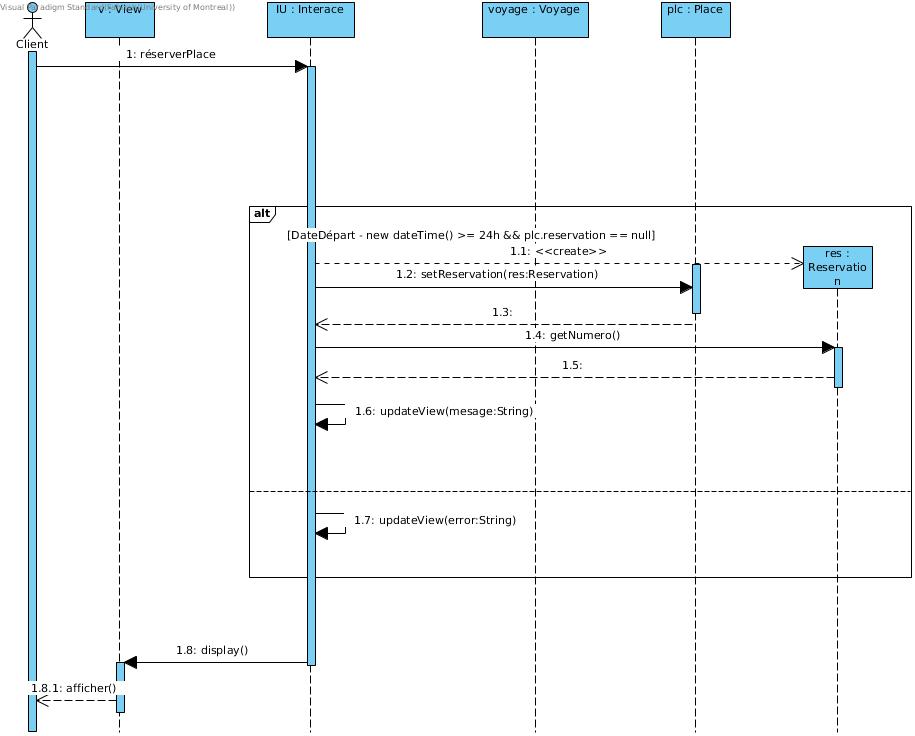 Visual Paradigm Standard (University of Montreal)
v : View
IU : Interace
voyage : Voyage
plc : Place
Client
1: réserverPlace
alt
[DateDépart - new dateTime() >= 24h && plc.reservation == null]
1.1: <<create>>
res :
Reservatio
n
1.2: setReservation(res:Reservation)
1.3:
1.4: getNumero()
1.5:
1.6: updateView(mesage:String)
1.7: updateView(error:String)
1.8: display()
1.8.1: afficher()